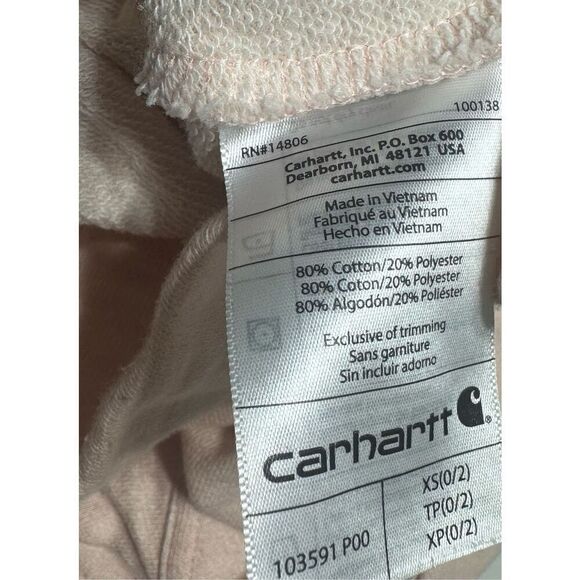 RN#14806 100138
Carhartt, Inc. P.O. Box 600
Dearborn, MI 48121 USA
carhartt.com
Made in Vietnam
Fabriqué au Vietnam
Hecho en Vietnam
80% Cotton/20% Polyester
80% Coton/20% Polyester
80% Algodón/20% Poliéster
Exclusive of trimming
Sans garniture
Sin incluir adorno
carhartt
103591 P00
XS(0/2)
TP(0/2)
XP(0/2)